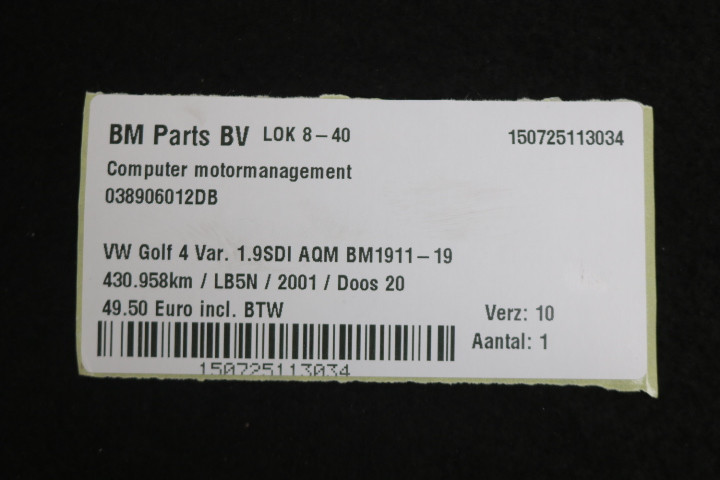 BM Parts BV LOK 8-40 150725113034
Computer motormanagement
038906012DB
VW Golf 4 Var. 1.9SDI AQM BM1911-19
430.958km / LB5N / 2001 / Doos 20
49.50 Euro incl. BTW Verz: 10
Aantal: 1
150725113034